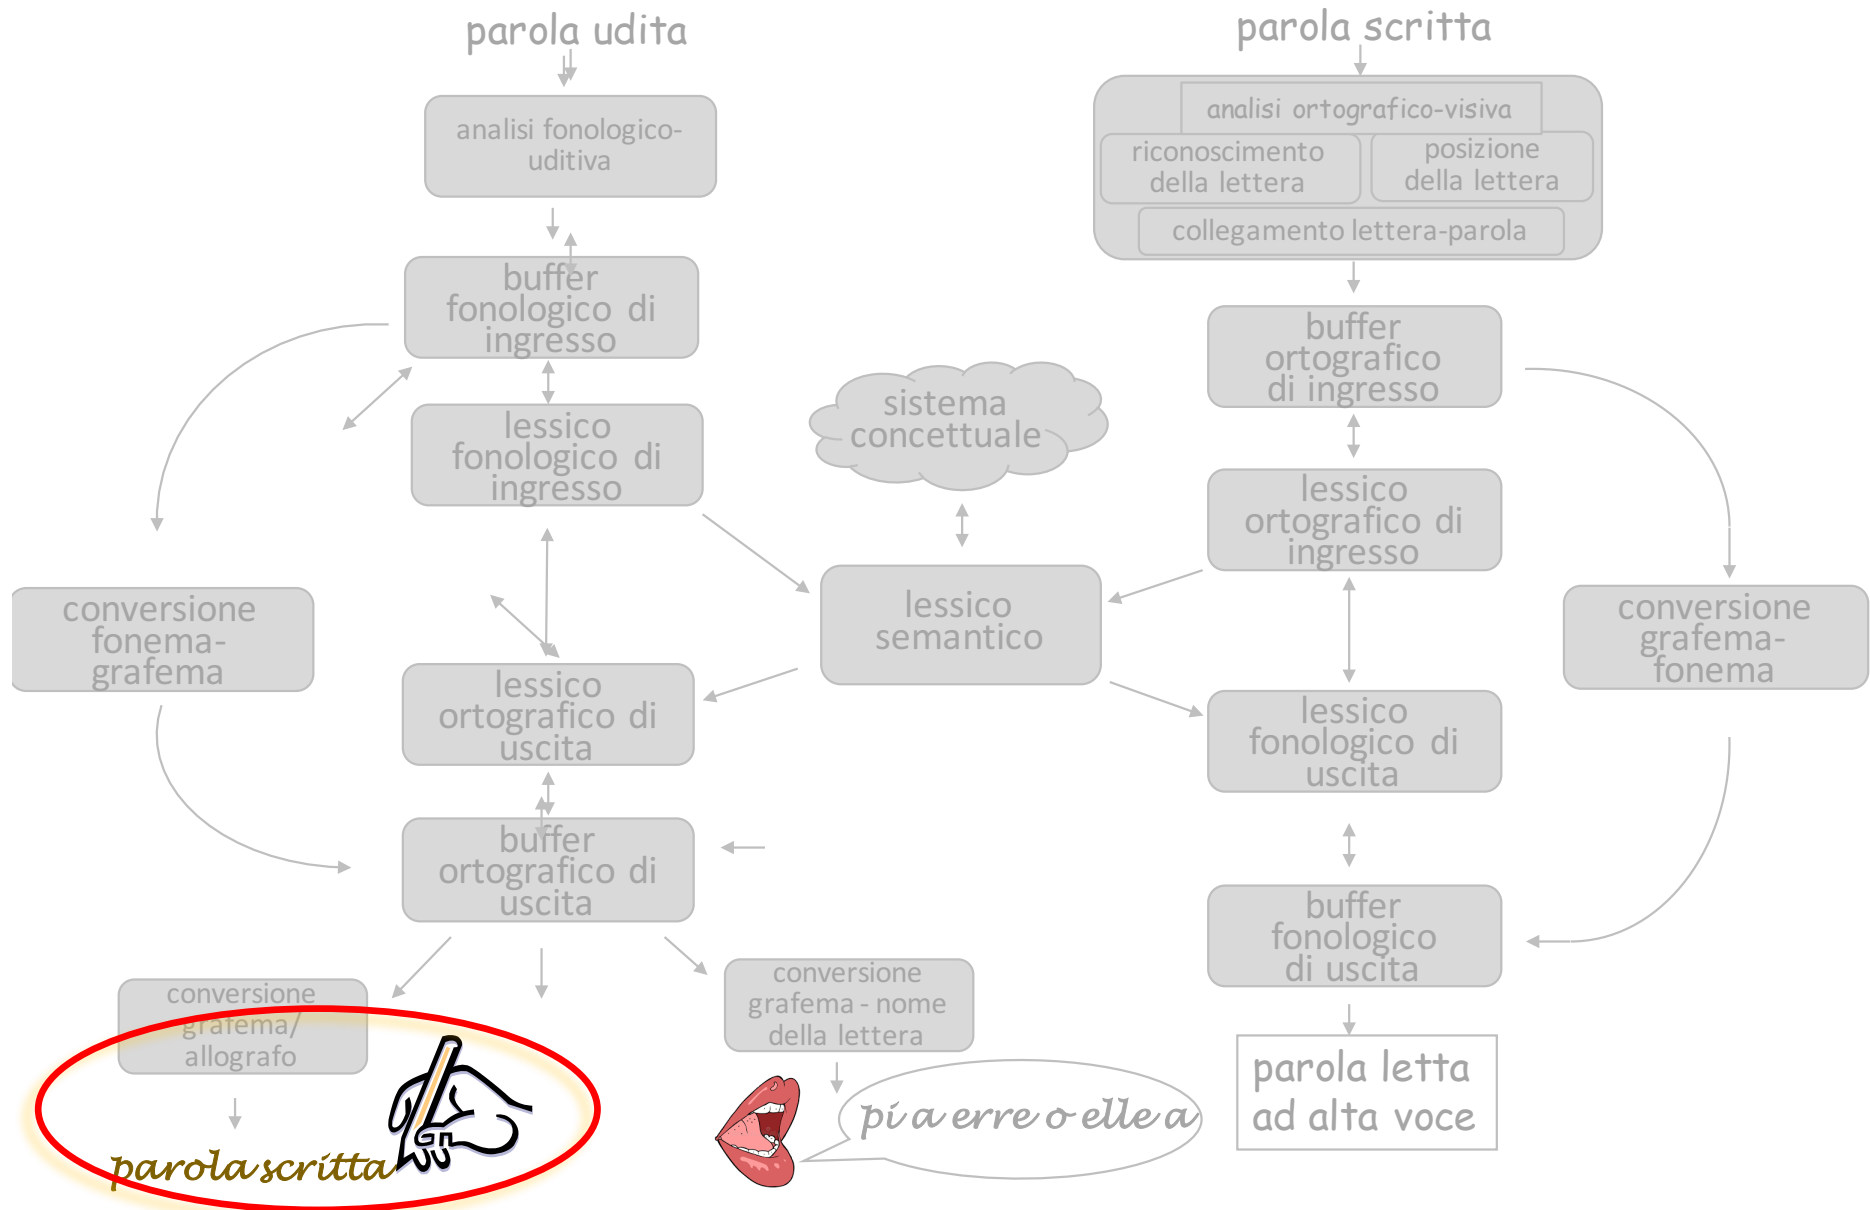 parola udita
analisi fonologico-
uditiva
buffer
fonologico di
ingresso
lessico
fonologico di
ingresso
conversione
fonema-
grafema
lessico
ortografico di
uscita
buffer
ortografico di
uscita
conversione
grafema/
allografo
parola scritta
conversione
grafema - nome
della lettera
pi a erre o elle a
sistema
concettuale
lessico
semantico
parola scritta
analisi ortografico-visiva
riconoscimento
della lettera
posizione
della lettera
collegamento lettera-parola
buffer
ortografico
di ingresso
lessico
ortografico di
ingresso
conversione
grafema-
fonema
lessico
fonologico di
uscita
buffer
fonologico
di uscita
parola letta
ad alta voce